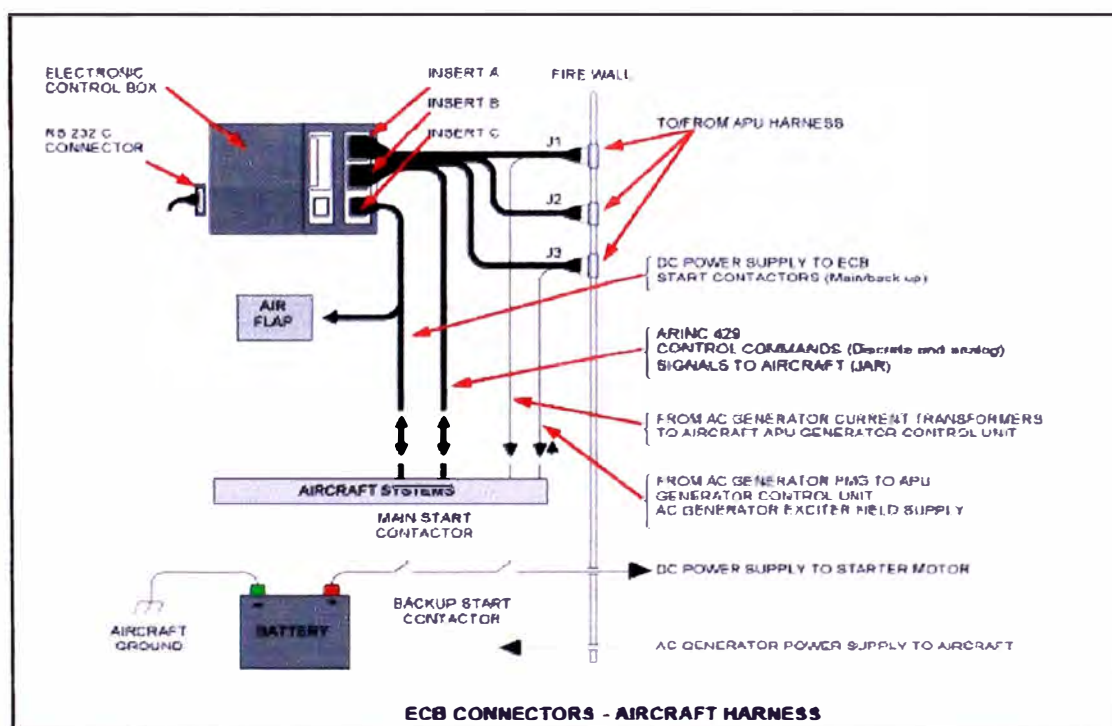 ELECTRONIC
CONTROL BOX
RS 232 C
CONNECTOR
INSERT A
INSERT B
INSERT C
FIRE WALL
TO/FROM APU HARNESS
J1
J2
J3
AIR
FLAP
DC POWER SUPPLY TO ECB
START CONTACTORS (Main/back up)
ARINC 429
CONTROL COMMANDS (Discrete and analog)
SIGNALS TO AIRCRAFT (JAR)
FROM AC GENERATOR CURRENT TRANSFORMERS
TO AIRCRAFT APU GENERATOR CONTROL UNIT
FROM AC GENERATOR PMG TO APU
GENERATOR CONTROL UNIT
AC GENERATOR EXCITER FIELD SUPPLY
AIRCRAFT SYSTEMS
MAIN START
CONTACTOR
DC POWER SUPPLY TO STARTER MOTOR
BACKUP START
CONTACTOR
AIRCRAFT
GROUND
BATTERY
AC GENERATOR POWER SUPPLY TO AIRCRAFT
ECB CONNECTORS - AIRCRAFT HARNESS